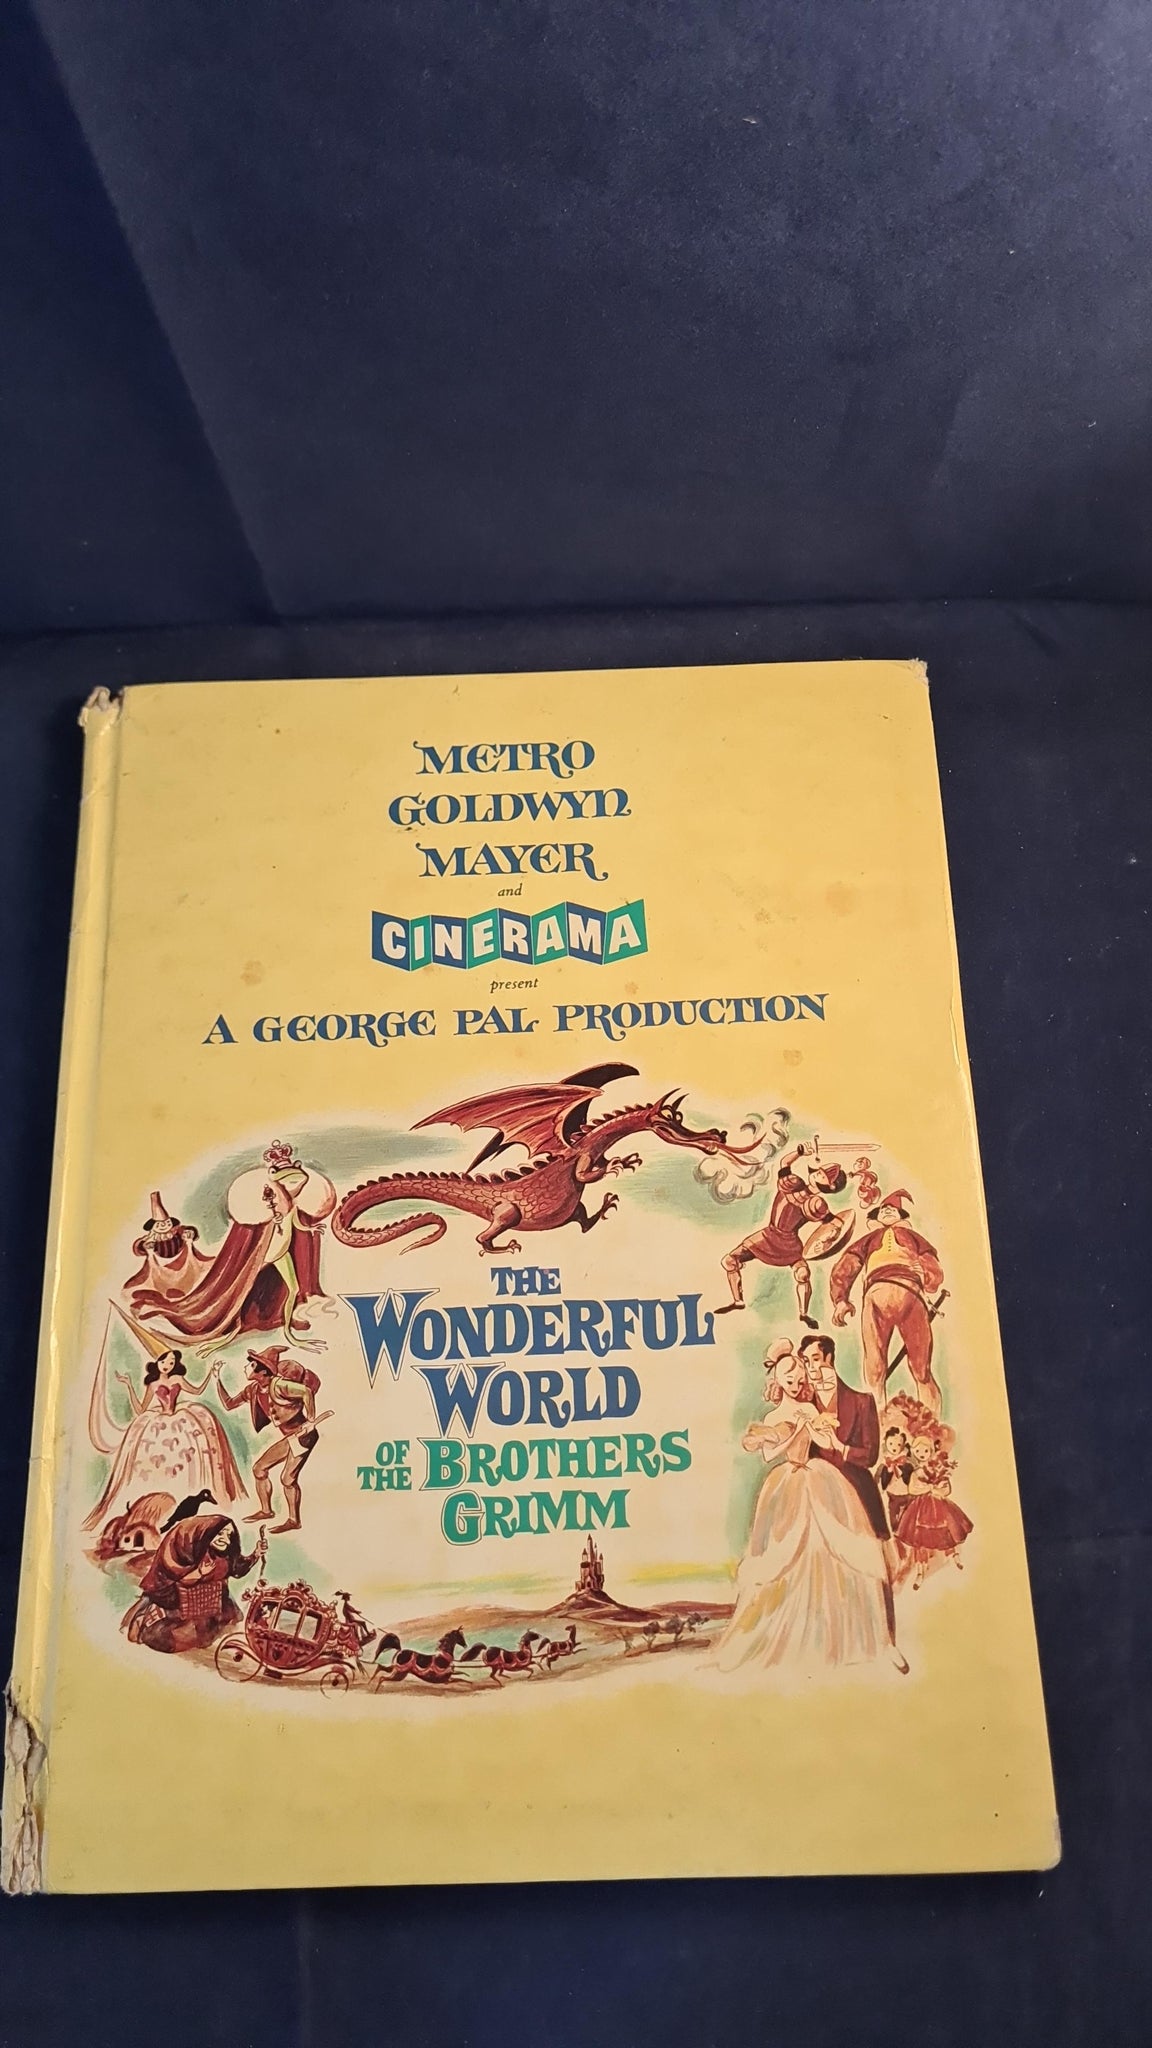 METRO
GOLDWYN
MAYER
and
CINERAMA
present
A GEORGE PAL PRODUCTION
THE
WONDERFUL
WORLD
OF
THE BROTHERS
GRIMM